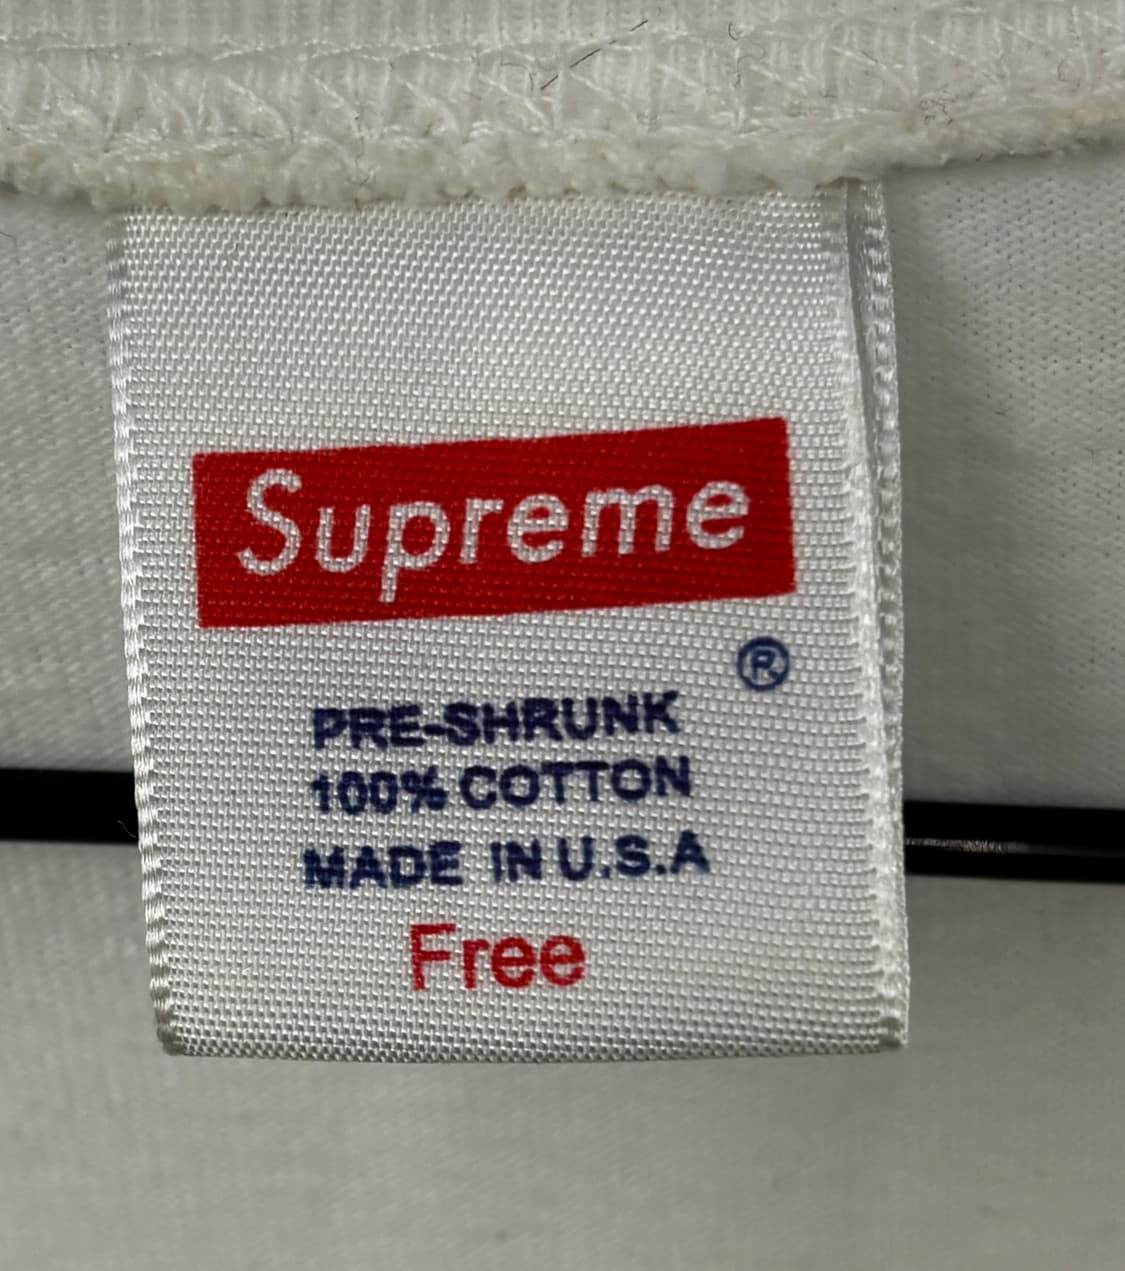 Supreme
®
PRE-SHRUNK
100% COTTON
MADE IN U.S.A
Free